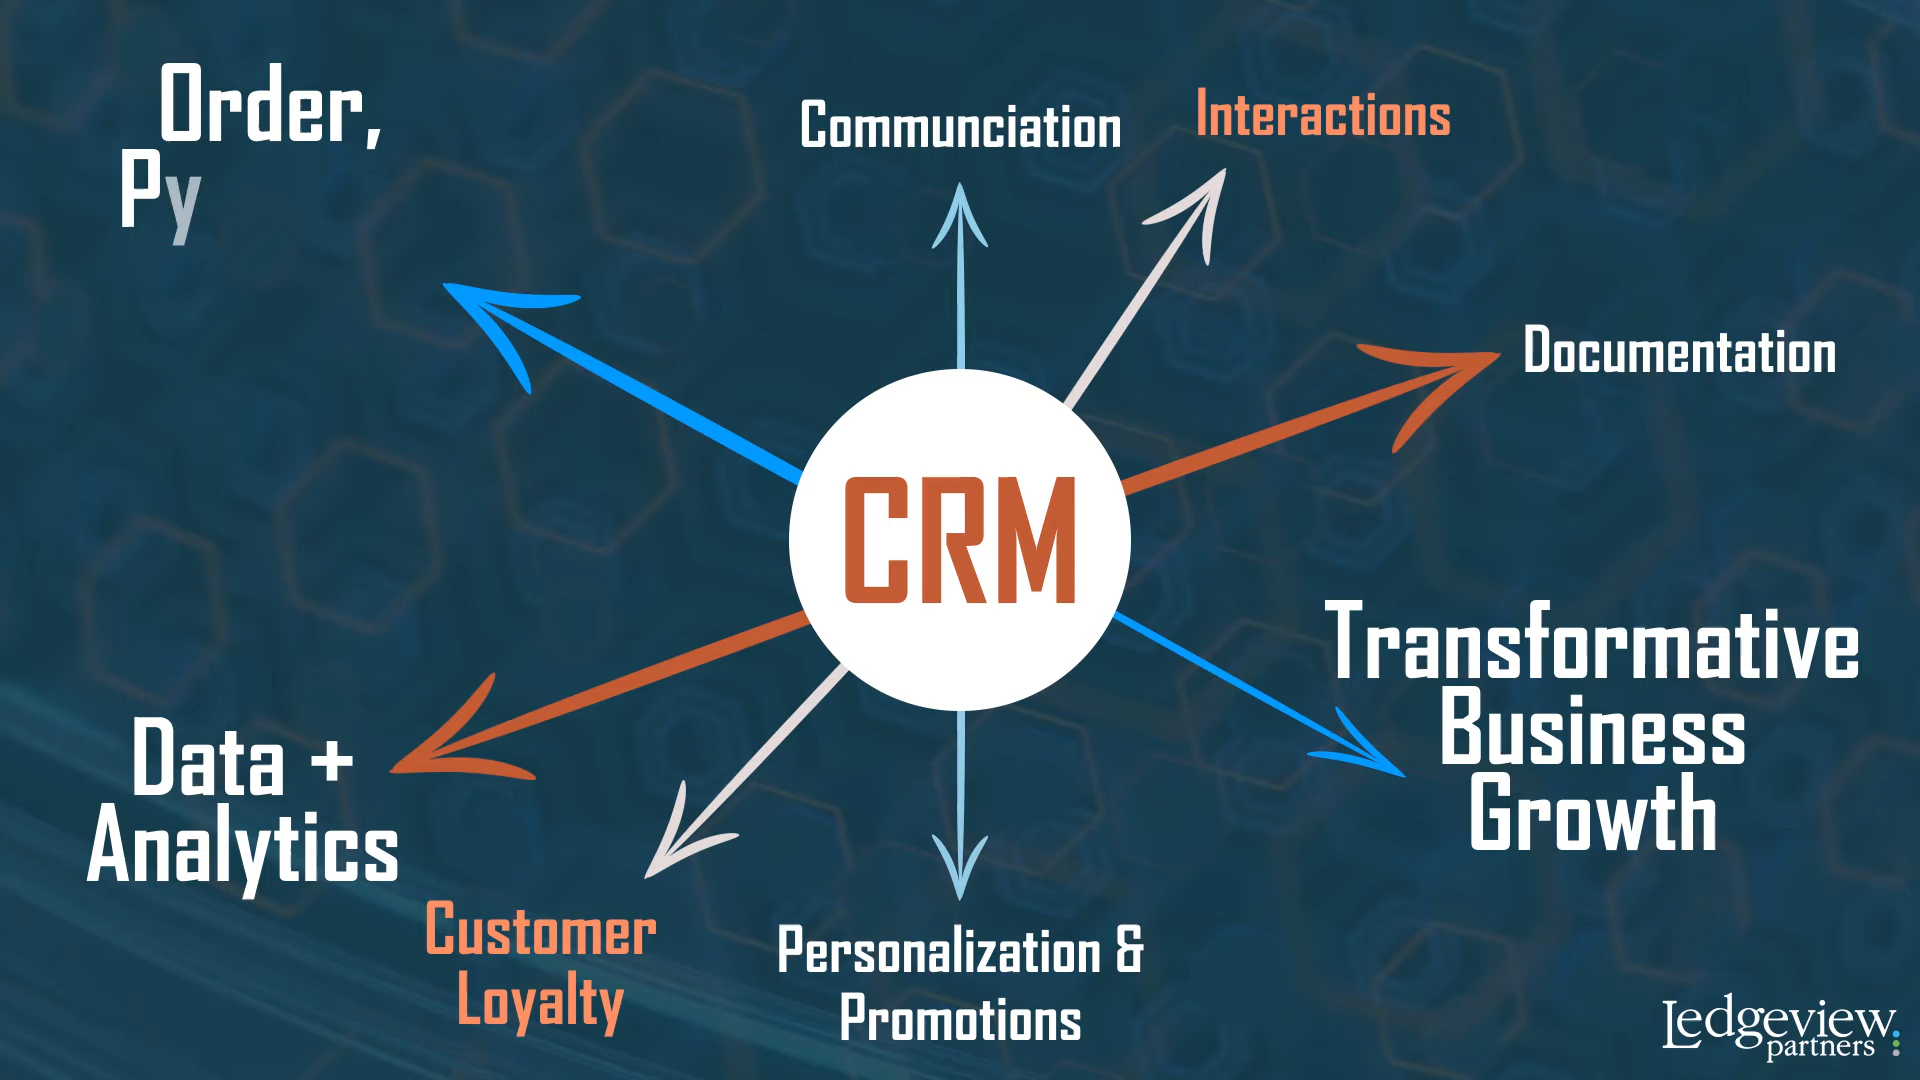 Order,
Py
Communciation
Interactions
Documentation
CRM
Transformative
Business
Growth
Data +
Analytics
Customer
Loyalty
Personalization &
Promotions
Ledgeview
partners